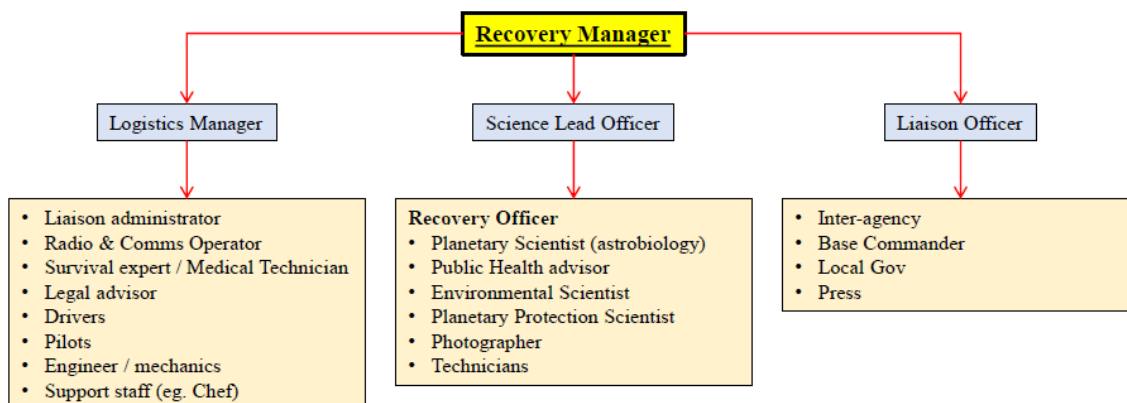 Recovery Manager
Logistics Manager
Science Lead Officer
Liaison Officer
• Liaison administrator
• Radio & Comms Operator
• Survival expert / Medical Technician
• Legal advisor
• Drivers
• Pilots
• Engineer / mechanics
• Support staff (eg. Chef)
Recovery Officer
• Planetary Scientist (astrobiology)
• Public Health advisor
• Environmental Scientist
• Planetary Protection Scientist
• Photographer
• Technicians
• Inter-agency
• Base Commander
• Local Gov
• Press